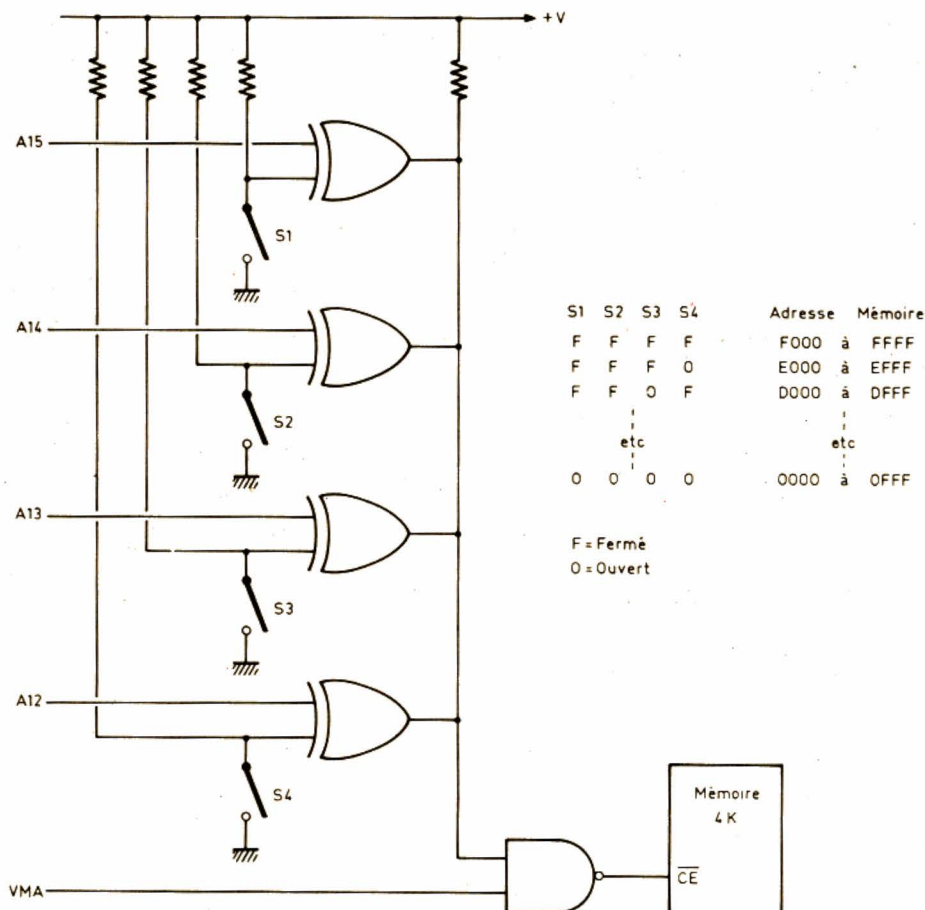 +V
A15
S1
A14
S2
S1 S2 S3 S4 Adresse Mémoire
F F F F F000 à FFFF
F F F O E000 à EFFF
F F O F D000 á DFFF
etc etc
O O O O 0000 à 0FFF
A13
F = Fermé
O = Ouvert
S3
A12
S4
Mèmoire
4 K
CE
VMA